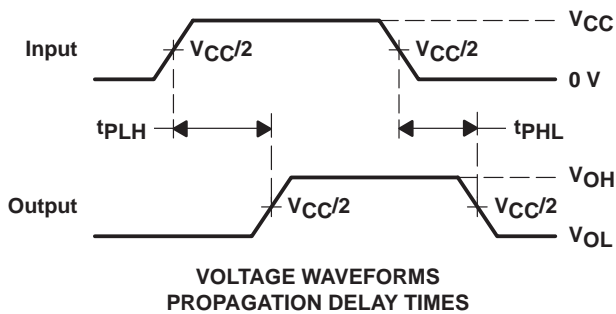 VCC
Input VCC/2 VCC/2
0 V
tPLH tPHL
VOH
Output VCC/2 VCC/2
VOL
VOLTAGE WAVEFORMS
PROPAGATION DELAY TIMES